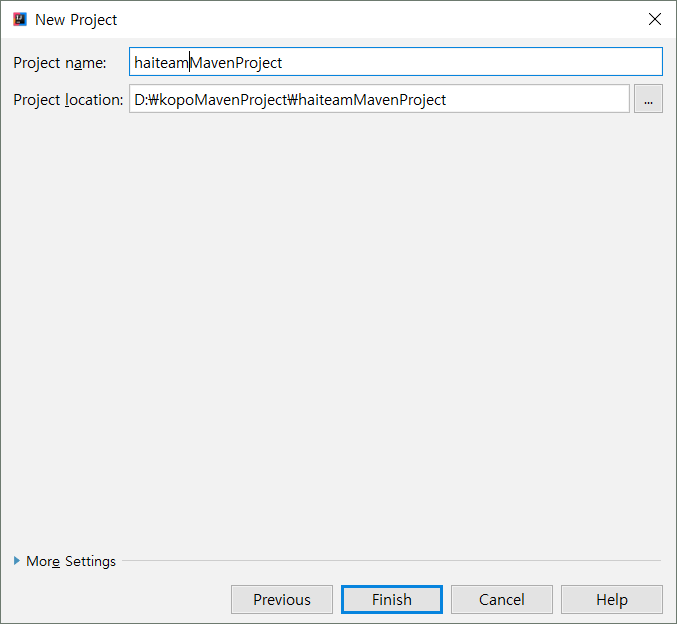 New Project
Project name: haiteamMavenProject
Project location: D:₩kopoMavenProject₩haiteamMavenProject ...
More Settings
Previous Finish Cancel Help